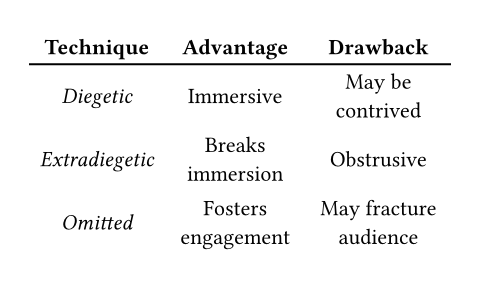 Technique Advantage Drawback
Diegetic Immersive May be
contrived
Extradiegetic Breaks
immersion Obstrusive
Omitted Fosters
engagement May fracture
audience